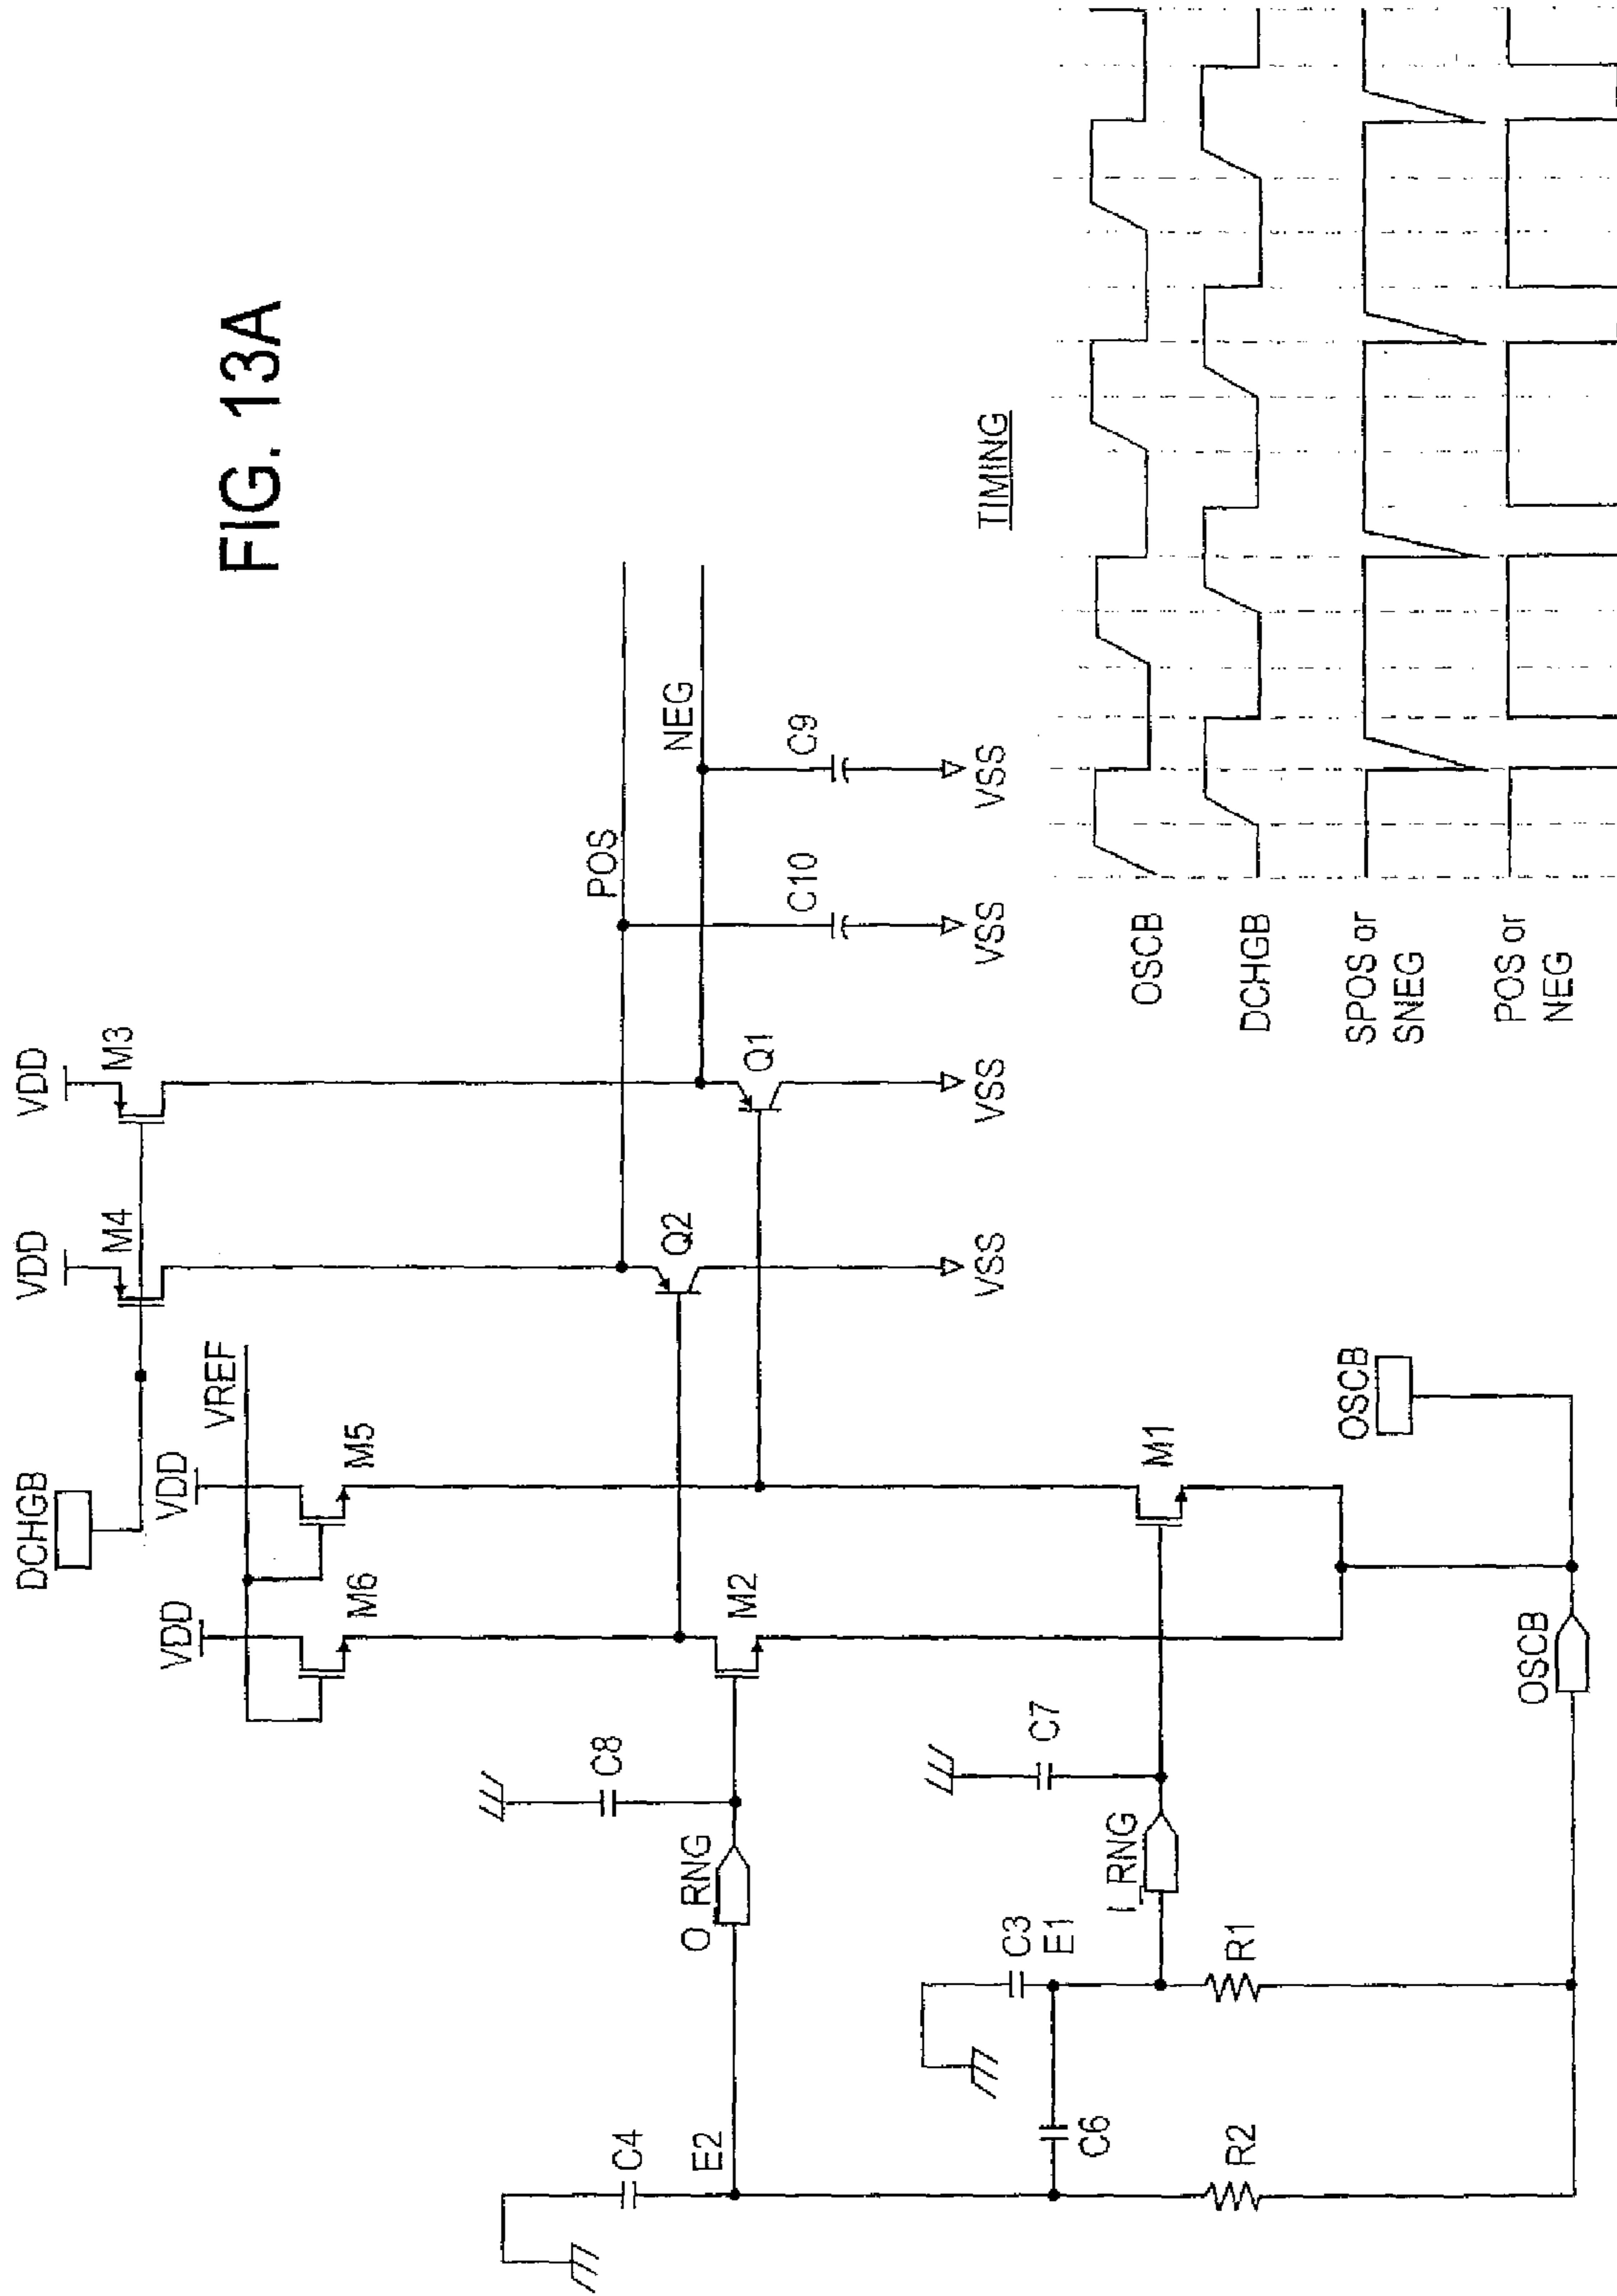 FIG. 13A
DCHGB
VDD
M4
VDD
M3
VDD
M6
VDD
M5
VREF
POS
NEG
Q2
Q1
C10
C9
VSS
VSS
VSS
VSS
C4
E2
O_RNG
C8
M2
C6
C3
E1
I_RNG
C7
M1
R2
R1
OSCB
OSCB
TIMING
OSCB
DCHGB
SPOS or
SNEG
POS or
NEG